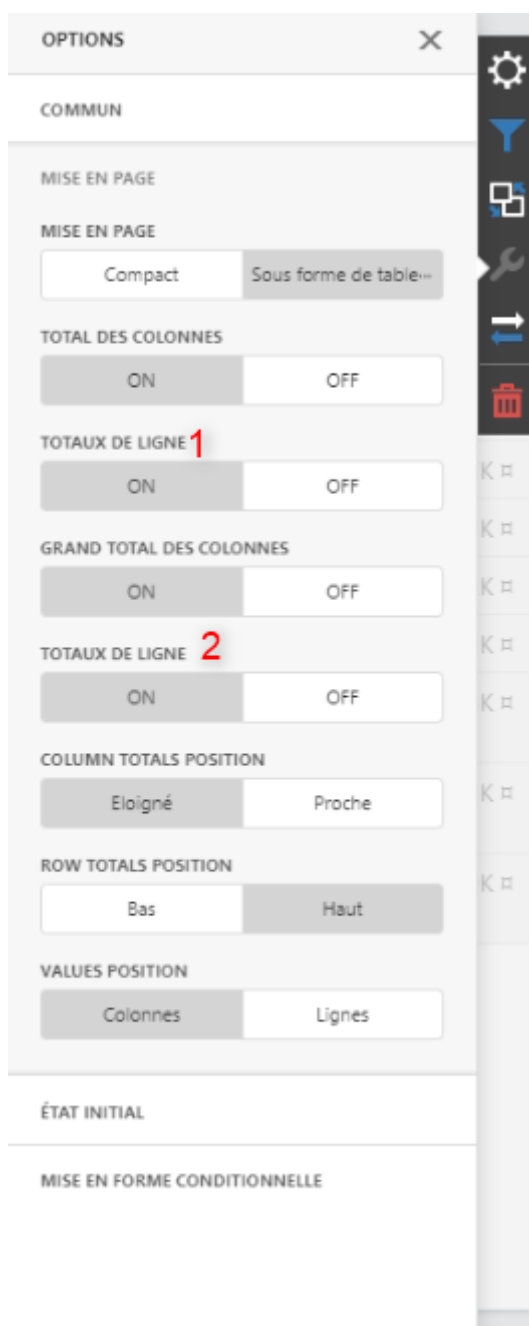 OPTIONS
COMMUN
MISE EN PAGE
MISE EN PAGE
Compact Sous forme de table...
TOTAL DES COLONNES
ON OFF
TOTAUX DE LIGNE 1
ON OFF
GRAND TOTAL DES COLONNES
ON OFF
TOTAUX DE LIGNE 2
ON OFF
COLUMN TOTALS POSITION
Eloigné Proche
ROW TOTALS POSITION
Bas Haut
VALUES POSITION
Colonnes Lignes
ÉTAT INITIAL
MISE EN FORME CONDITIONNELLE
K ¤
K ¤
K ¤
K ¤
K ¤
K ¤
K ¤